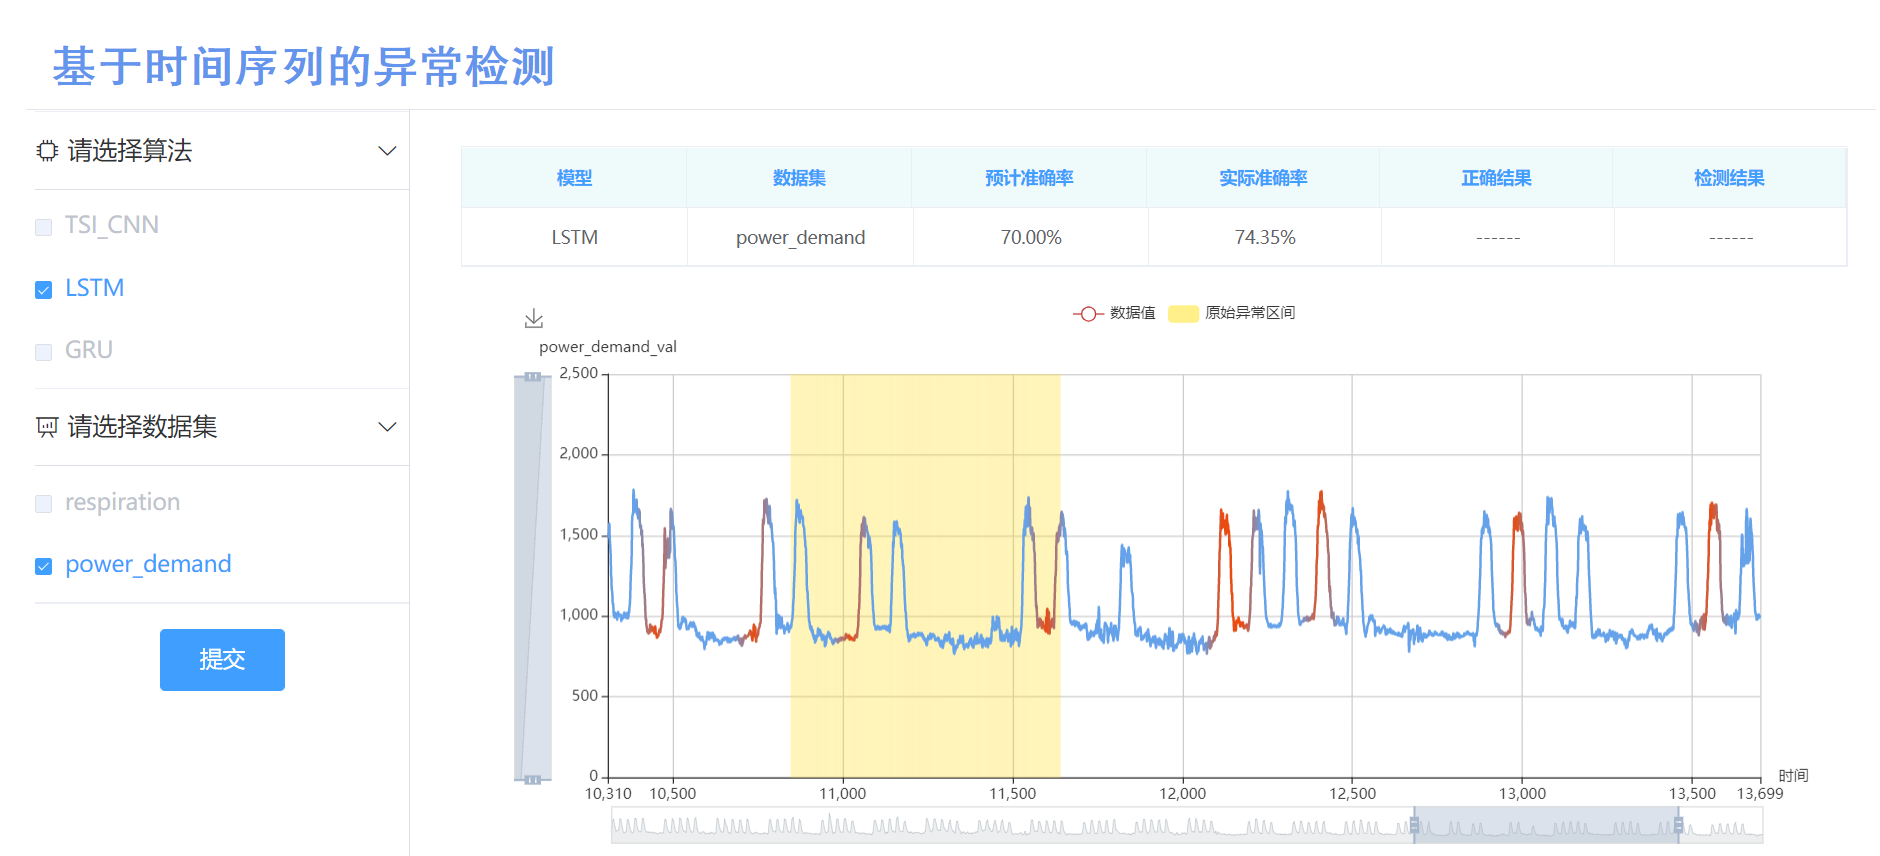 基于时间序列的异常检测
请选择算法
TSI_CNN
LSTM
GRU
请选择数据集
respiration
power_demand
提交
模型 数据集 预计准确率 实际准确率 正确结果 检测结果
LSTM power_demand 70.00% 74.35% ------ ------
数据值 原始异常区间
power_demand_val
2,500
2,000
1,500
1,000
500
0
时间
10,310 10,500 11,000 11,500 12,000 12,500 13,000 13,500 13,699